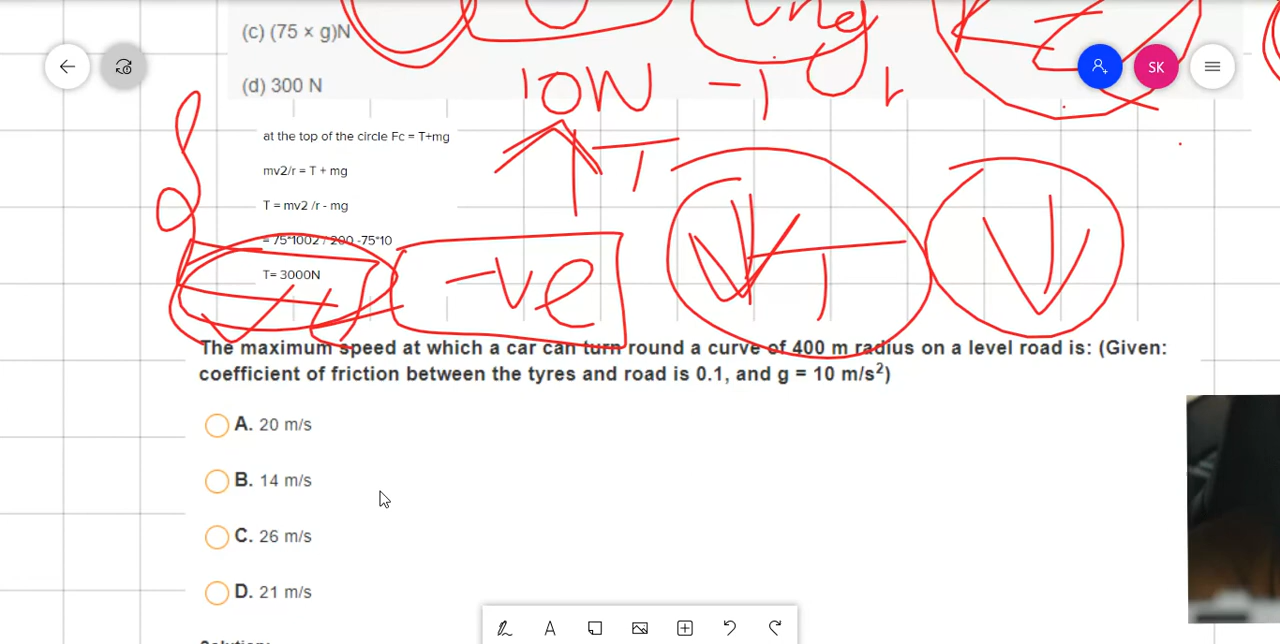 (c) (75 × g)N
ing
10N - 1 0 r
(d) 300 N
SK
at the top of the circle Fc = T+mg
mv2/r = T + mg
T
T = mv2 /r - mg
= 75*1002 / 200 -75*10
T= 3000N
-ve
T
The maximum speed at which a car can turn round a curve of 400 m radius on a level road is: (Given:
coefficient of friction between the tyres and road is 0.1, and g = 10 m/s²)
A. 20 m/s
B. 14 m/s
C. 26 m/s
D. 21 m/s
A